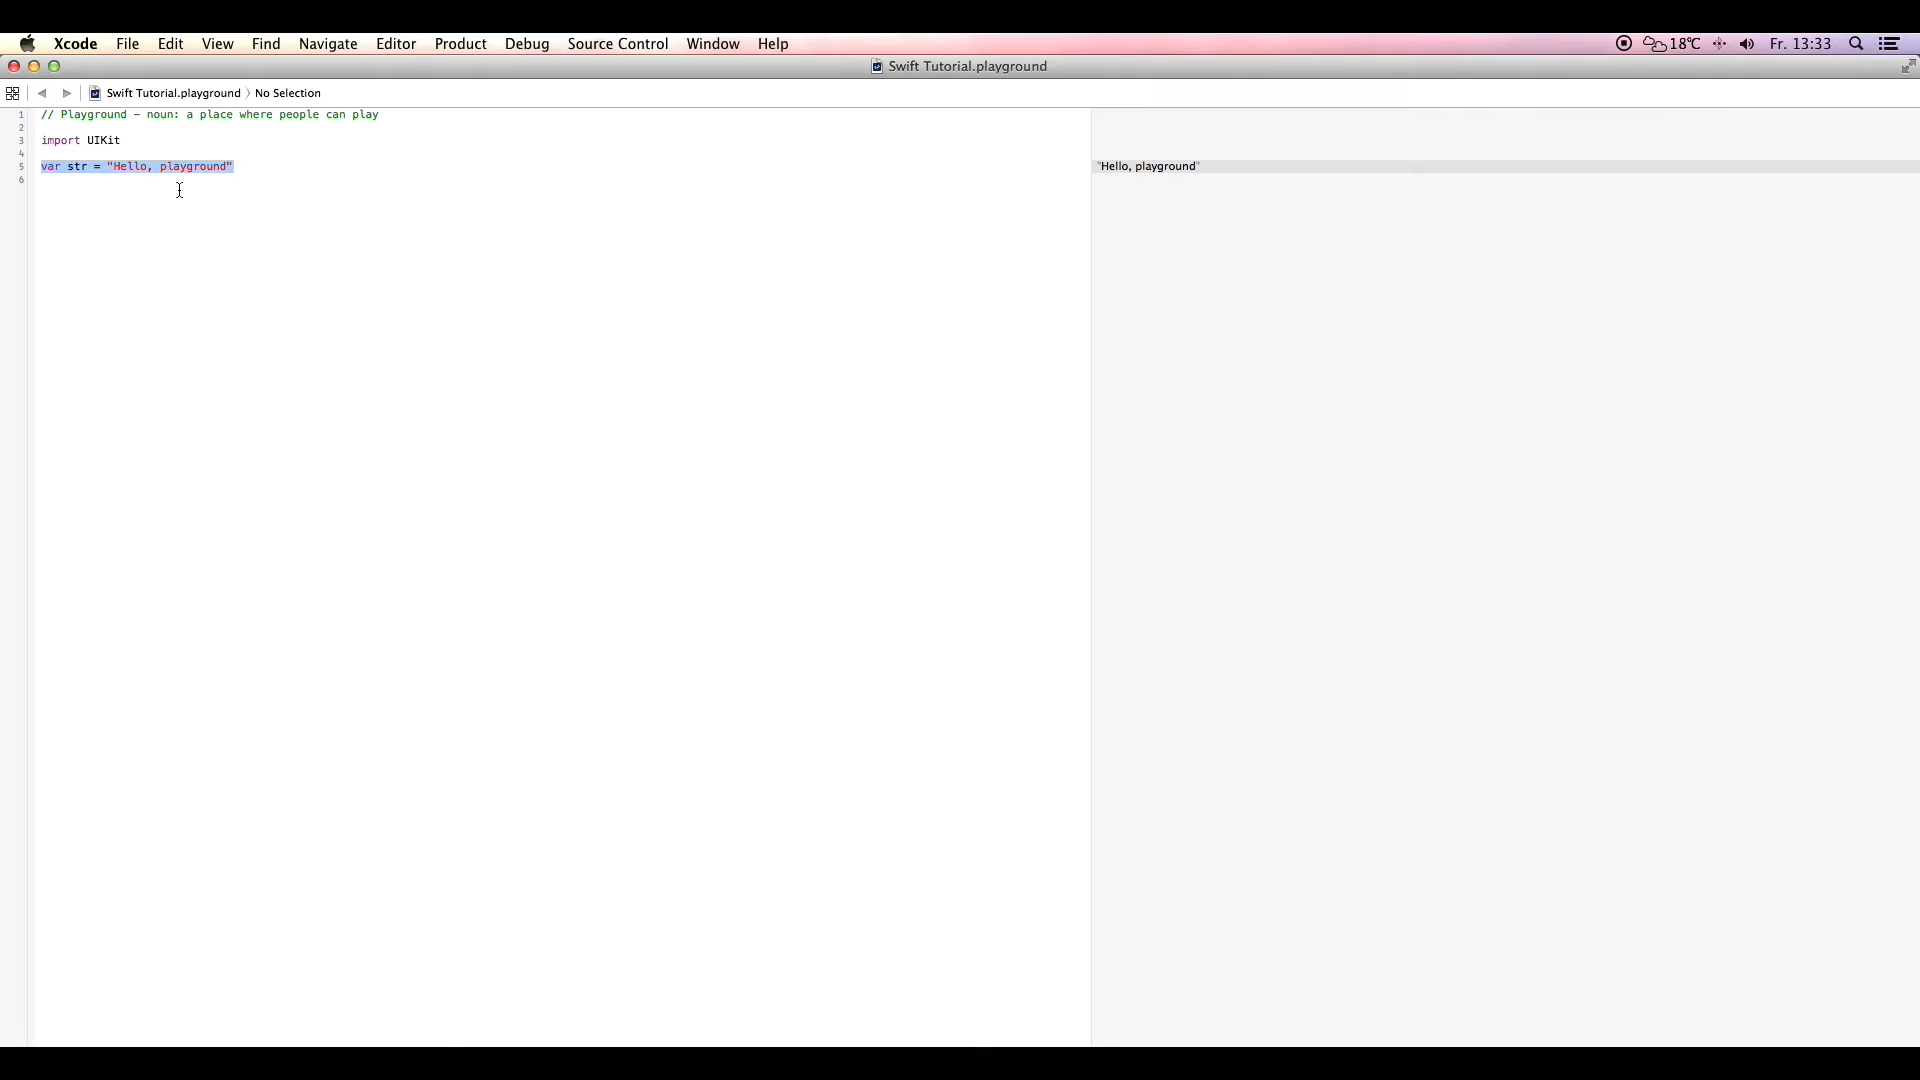 Xcode File Edit View Find Navigate Editor Product Debug Source Control Window Help 18°C Fr. 13:33
Swift Tutorial.playground
Swift Tutorial.playground 〉 No Selection
1 // Playground – noun: a place where people can play
2
3 import UIKit
4
5 var str = "Hello, playground" "Hello, playground"
6